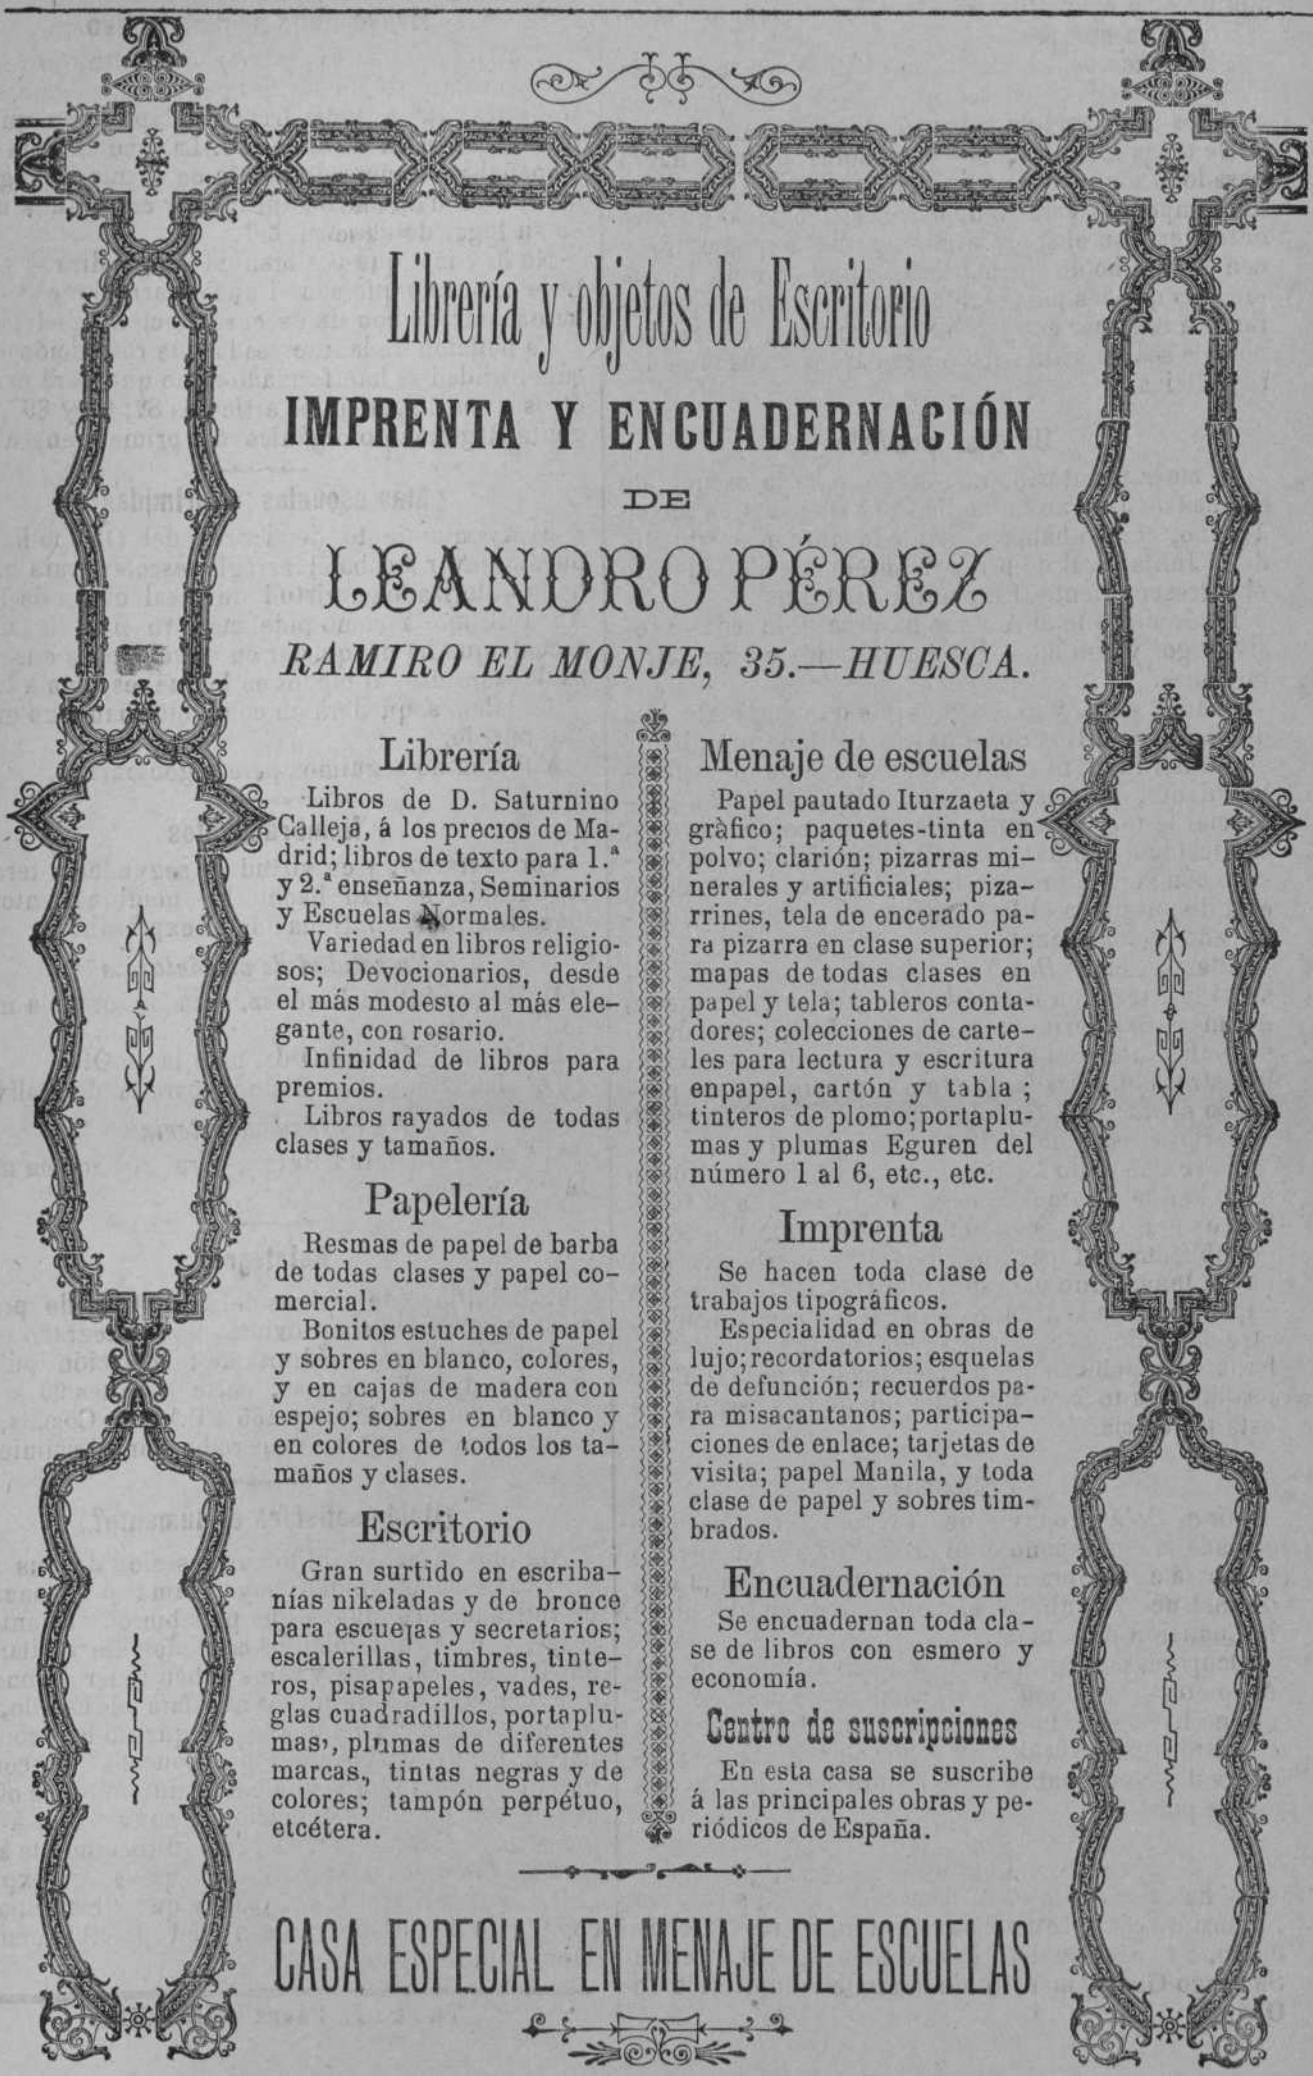 Librería y objetos de Escritorio
IMPRENTA Y ENCUADERNACIÓN
DE
LEANDRO PÉREZ
RAMIRO EL MONJE, 35.—HUESCA.
Librería
Libros de D. Saturnino
Calleja, á los precios de Ma-
drid; libros de texto para 1.ª
y 2.ª enseñanza, Seminarios
y Escuelas Normales.
Variedad en libros religio-
sos; Devocionarios, desde
el más modesto al más ele-
gante, con rosario.
Infinidad de libros para
premios.
Libros rayados de todas
clases y tamaños.
Papelería
Resmas de papel de barba
de todas clases y papel co-
mercial.
Bonitos estuches de papel
y sobres en blanco, colores,
y en cajas de madera con
espejo; sobres en blanco y
en colores de todos los ta-
maños y clases.
Escritorio
Gran surtido en escriba-
nías nikeladas y de bronce
para escuelas y secretarios;
escalerillas, timbres, tinte-
ros, pisapapeles, vades, re-
glas cuadradillos, portaplu-
mas, plumas de diferentes
marcas, tintas negras y de
colores; tampón perpétuo,
etcétera.
Menaje de escuelas
Papel pautado Iturzaeta y
gràfico; paquetes-tinta en
polvo; clarión; pizarras mi-
nerales y artificiales; piza-
rrines, tela de encerado pa-
ra pizarra en clase superior;
mapas de todas clases en
papel y tela; tableros conta-
dores; colecciones de carte-
les para lectura y escritura
enpapel, cartón y tabla;
tinteros de plomo; portaplu-
mas y plumas Eguren del
número 1 al 6, etc., etc.
Imprenta
Se hacen toda clase de
trabajos tipográficos.
Especialidad en obras de
lujo; recordatorios; esquelas
de defunción; recuerdos pa-
ra misacantanos; participa-
ciones de enlace; tarjetas de
visita; papel Manila, y toda
clase de papel y sobres tim-
brados.
Encuadernación
Se encuadernan toda cla-
se de libros con esmero y
economía.
Centro de suscripciones
En esta casa se suscribe
á las principales obras y pe-
riódicos de España.
CASA ESPECIAL EN MENAJE DE ESCUELAS